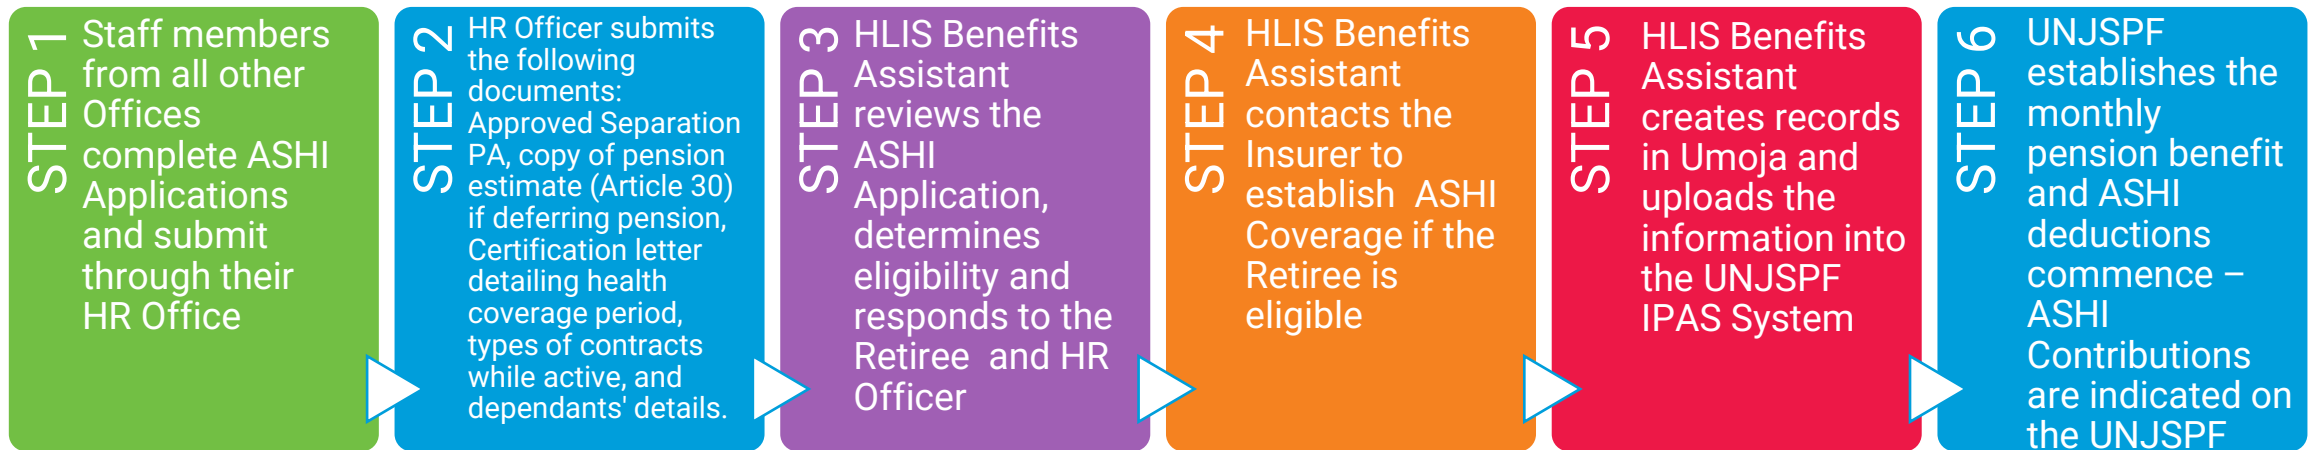 STEP 1
Staff members
from all other
Offices
complete ASHI
Applications
and submit
through their
HR Office
STEP 2
HR Officer submits
the following
documents:
Approved Separation
PA, copy of pension
estimate (Article 30)
if deferring pension,
Certification letter
detailing health
coverage period,
types of contracts
while active, and
dependants' details.
STEP 3
HLIS Benefits
Assistant
reviews the
ASHI
Application,
determines
eligibility and
responds to the
Retiree  and HR
Officer
STEP 4
HLIS Benefits
Assistant
contacts the
Insurer to
establish  ASHI
Coverage if the
Retiree is
eligible
STEP 5
HLIS Benefits
Assistant
creates records
in Umoja and
uploads the
information into
the UNJSPF
IPAS System
STEP 6
UNJSPF
establishes the
monthly
pension benefit
and ASHI
deductions
commence –
ASHI
Contributions
are indicated on
the UNJSPF